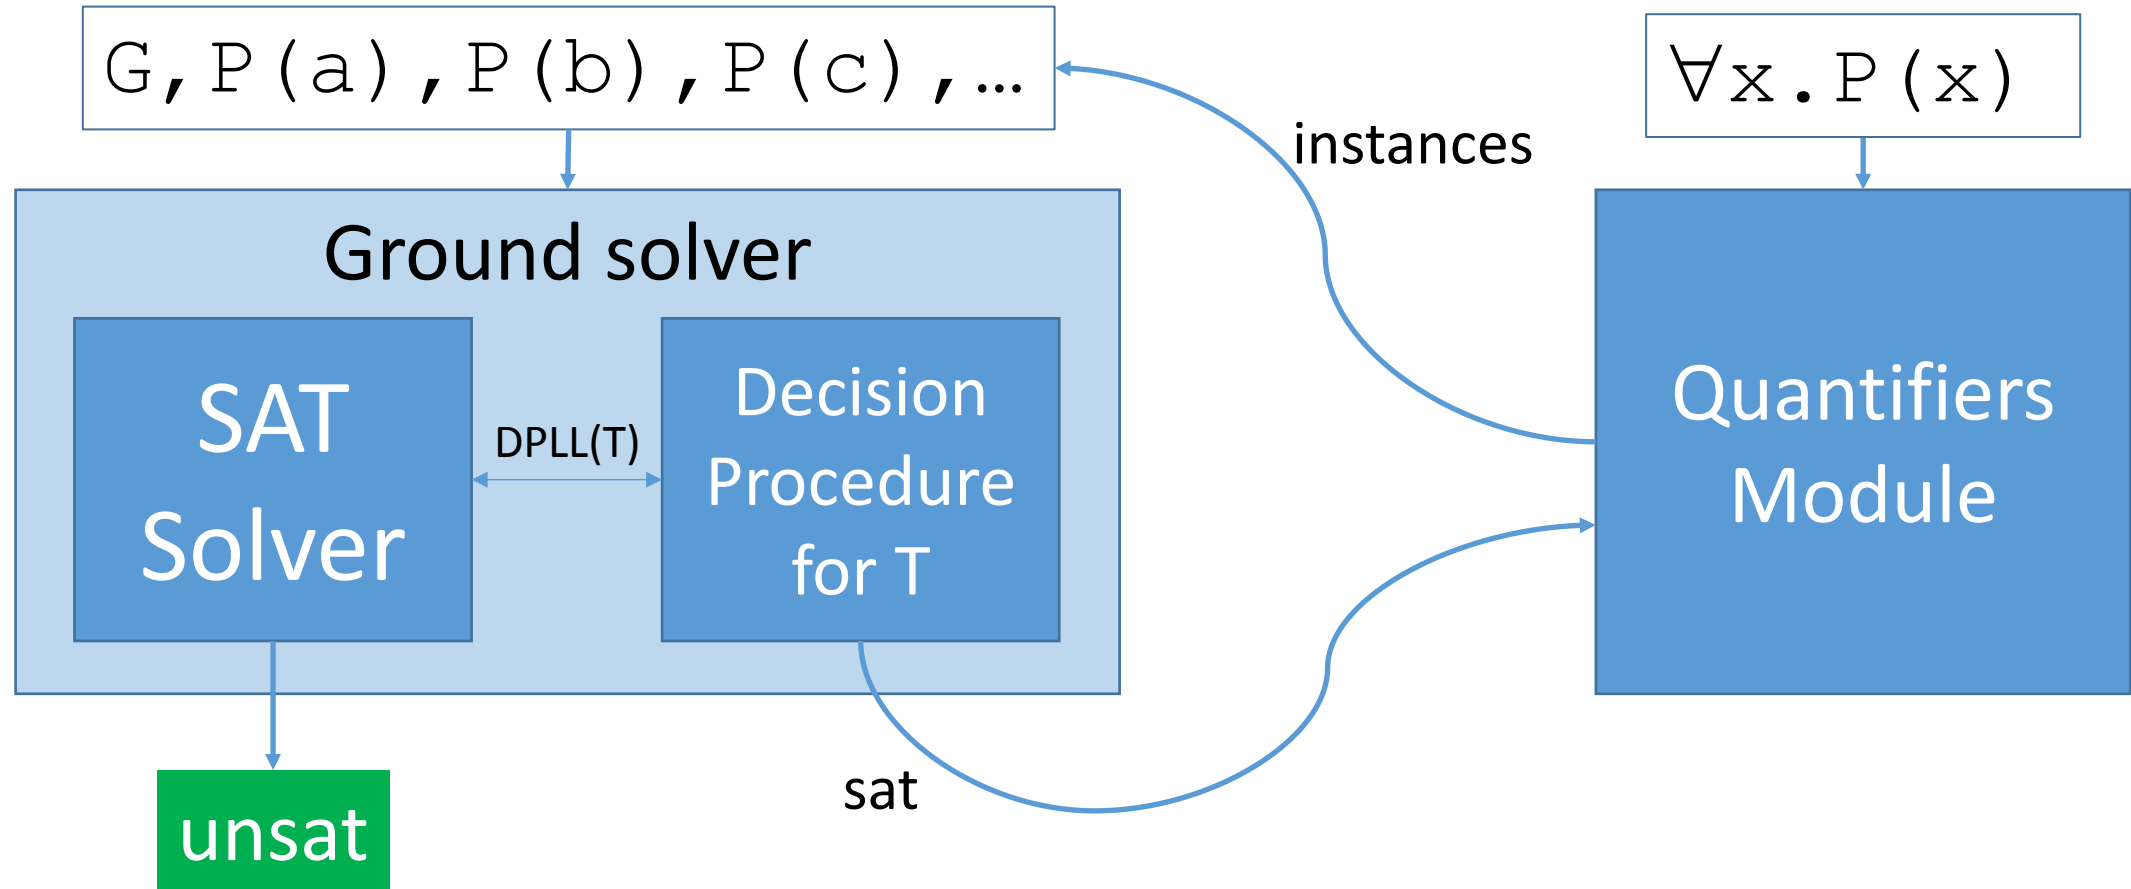 G,P(a),P(b),P(c),…
∀x.P(x)
instances
Ground solver
SAT
Solver
DPLL(T)
Decision
Procedure
for T
Quantifiers
Module
sat
unsat